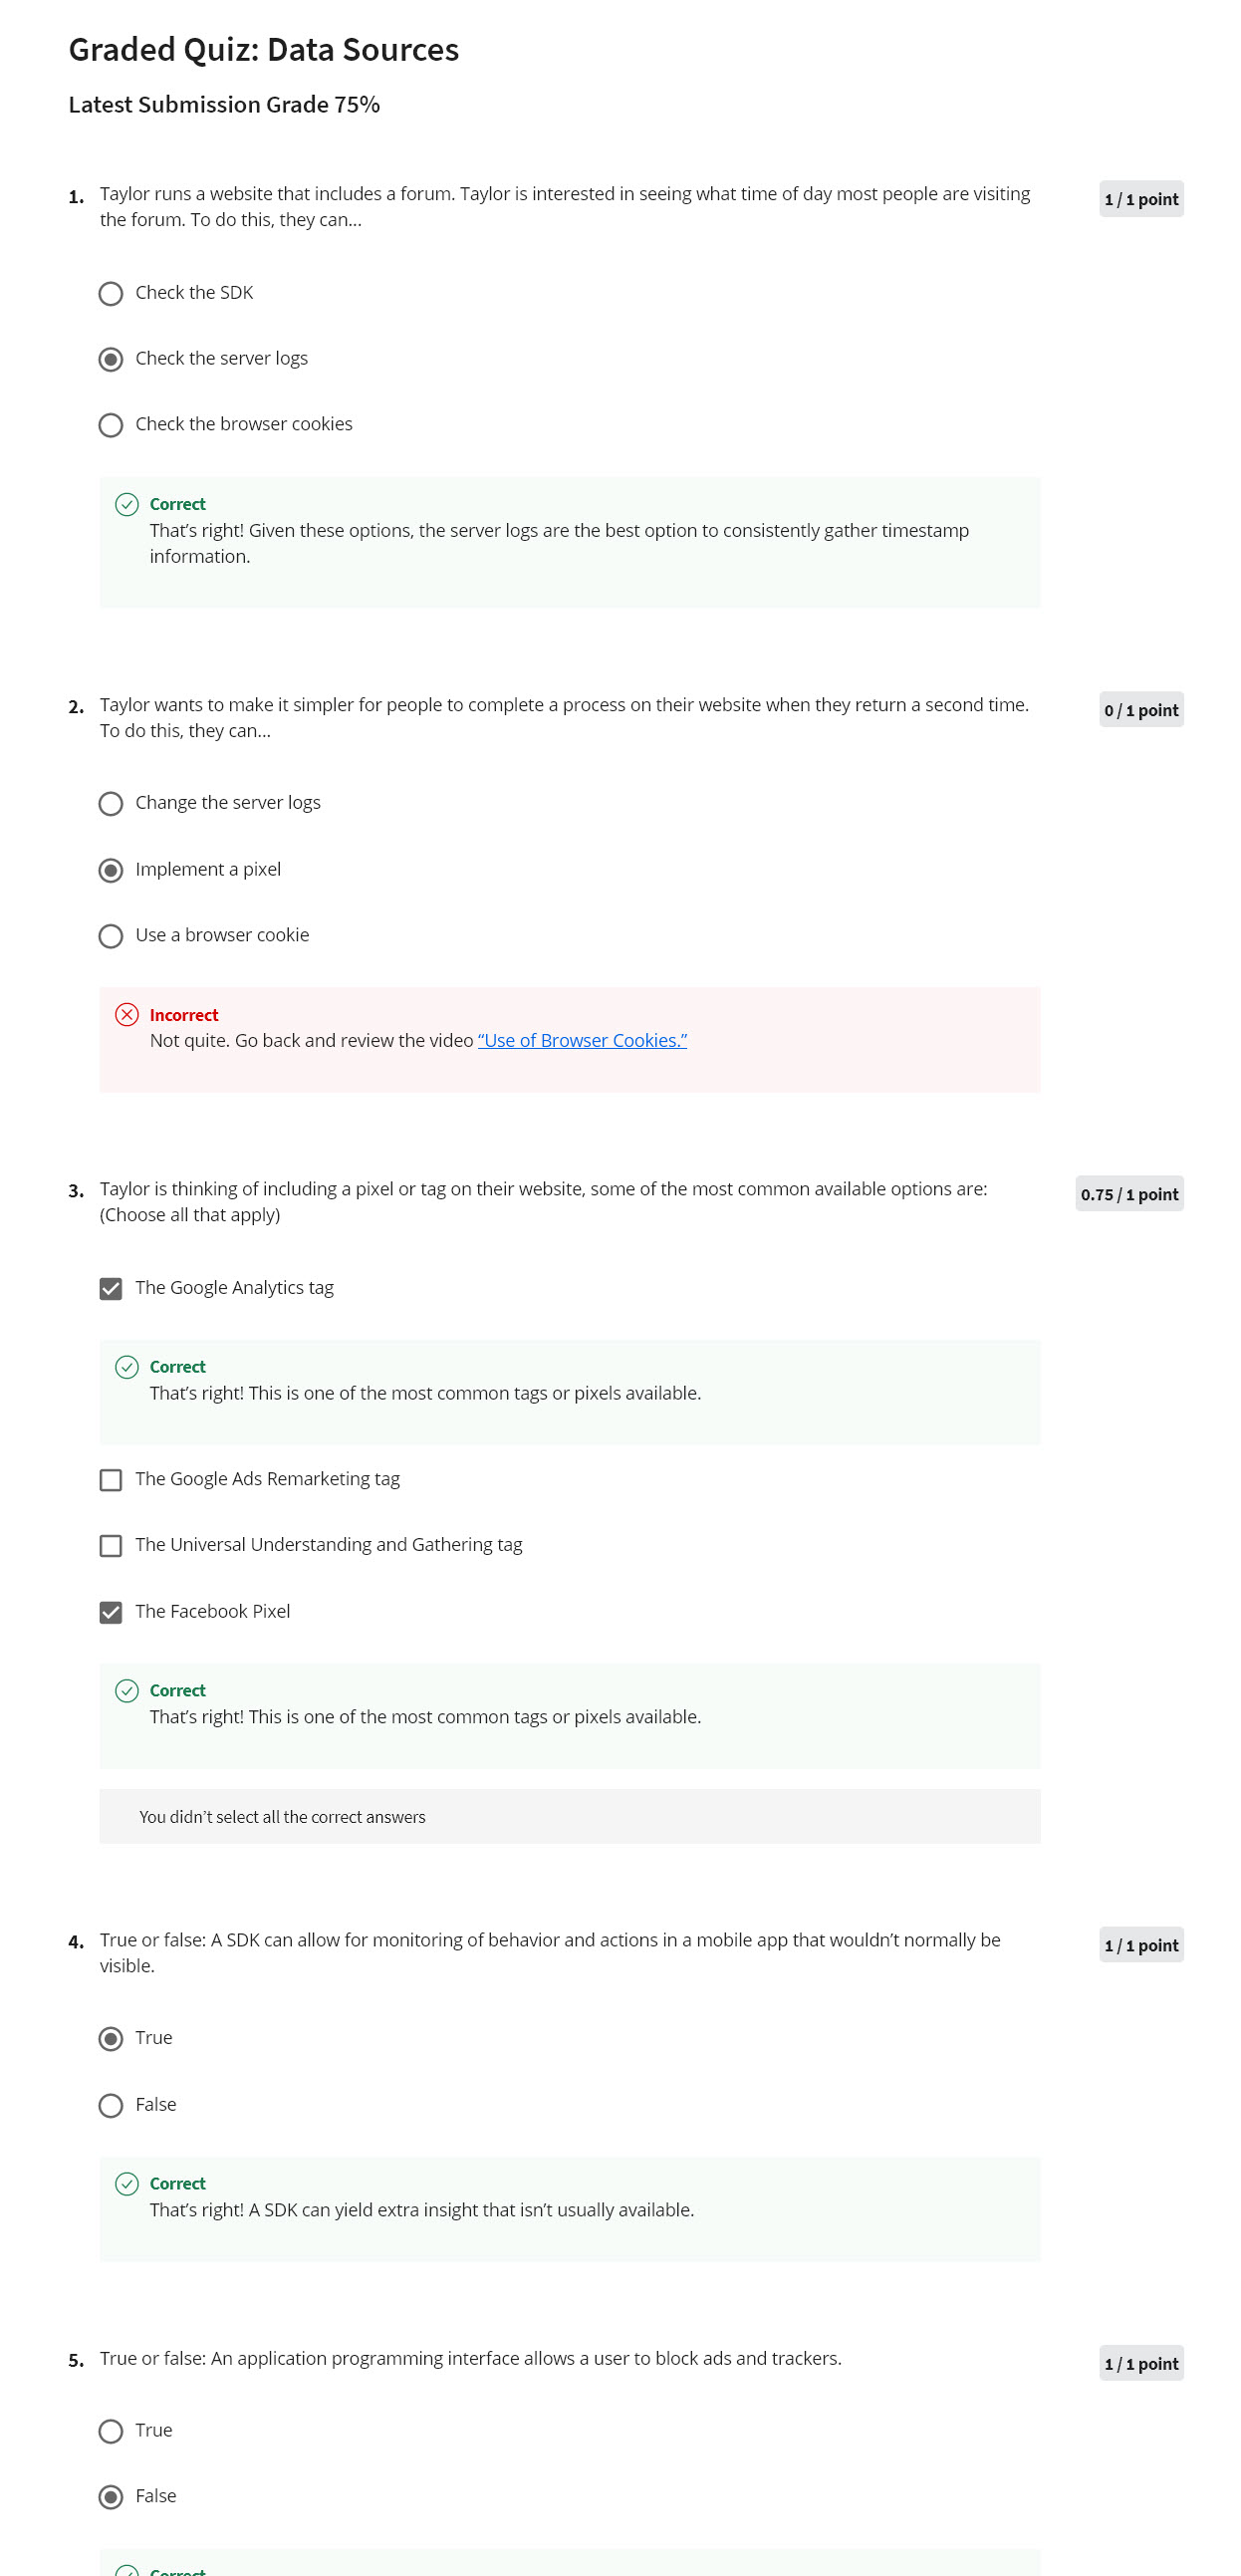 Graded Quiz: Data Sources
Latest Submission Grade 75%
1. Taylor runs a website that includes a forum. Taylor is interested in seeing what time of day most people are visiting
the forum. To do this, they can...
1 / 1 point
Check the SDK
Check the server logs
Check the browser cookies
Correct
That’s right! Given these options, the server logs are the best option to consistently gather timestamp
information.
2. Taylor wants to make it simpler for people to complete a process on their website when they return a second time.
To do this, they can...
0 / 1 point
Change the server logs
Implement a pixel
Use a browser cookie
Incorrect
Not quite. Go back and review the video “Use of Browser Cookies.”
3. Taylor is thinking of including a pixel or tag on their website, some of the most common available options are:
(Choose all that apply)
0.75 / 1 point
The Google Analytics tag
Correct
That’s right! This is one of the most common tags or pixels available.
The Google Ads Remarketing tag
The Universal Understanding and Gathering tag
The Facebook Pixel
Correct
That’s right! This is one of the most common tags or pixels available.
You didn’t select all the correct answers
4. True or false: A SDK can allow for monitoring of behavior and actions in a mobile app that wouldn’t normally be
visible.
1 / 1 point
True
False
Correct
That’s right! A SDK can yield extra insight that isn’t usually available.
5. True or false: An application programming interface allows a user to block ads and trackers.
1 / 1 point
True
False
Correct